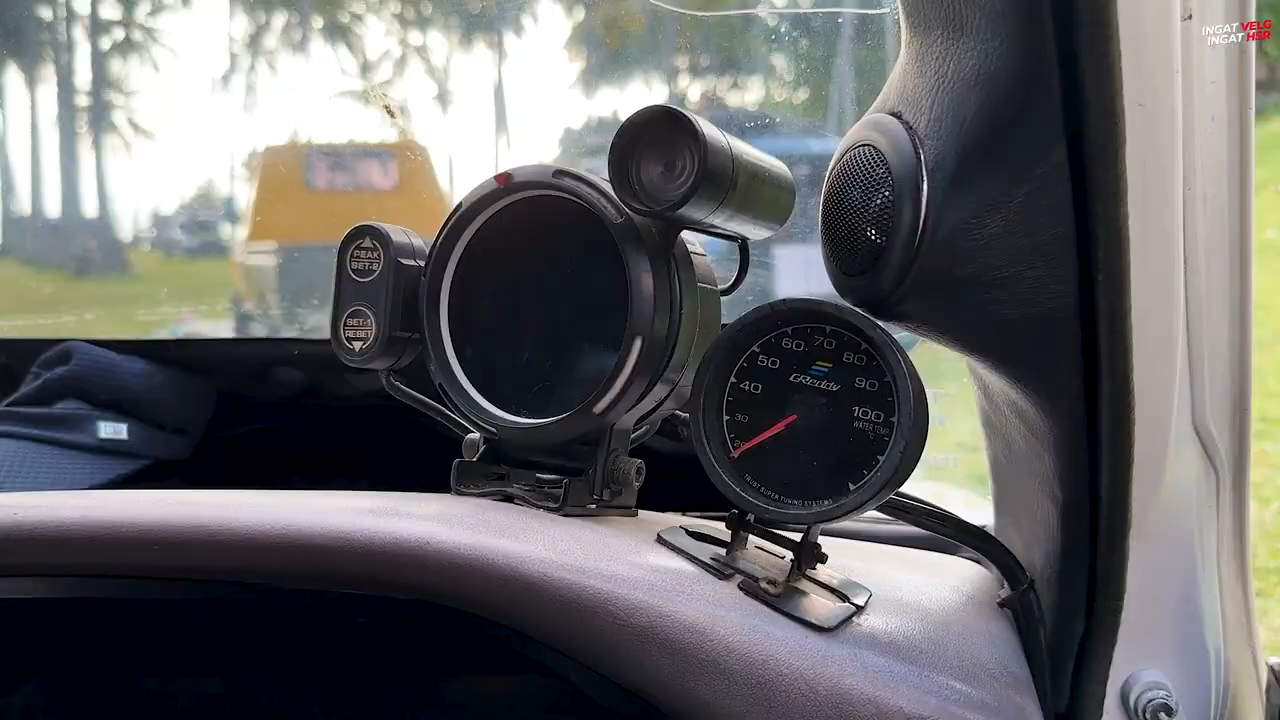 INGAT VELG
INGAT HSR
PEAK
SET-2
SET-1
RESET
20
30
40
50
60
70
80
90
100
GReddy
WATER TEMP
°C
TRUST SUPER TUNING SYSTEMS